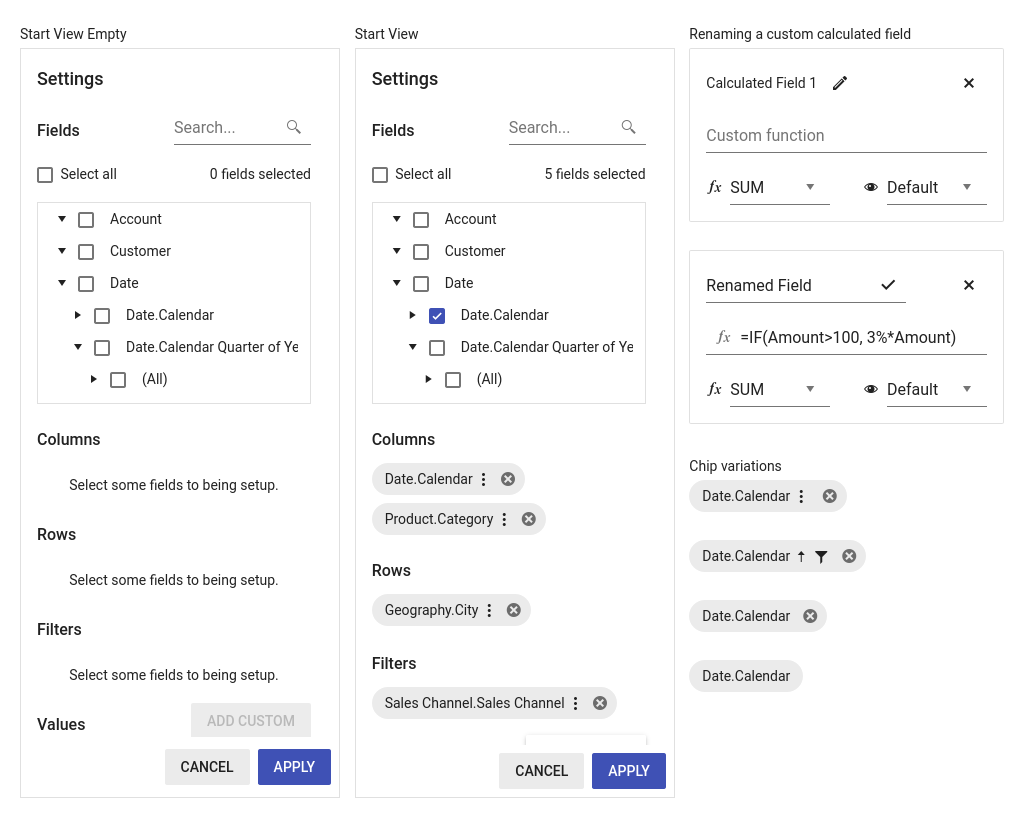 Start View Empty
Settings
Fields
Search...
Select all
0 fields selected
Account
Customer
Date
Date.Calendar
Date.Calendar Quarter of Ye
(All)
Columns
Select some fields to being setup.
Rows
Select some fields to being setup.
Filters
Select some fields to being setup.
Values
ADD CUSTOM
CANCEL
APPLY
Start View
Settings
Fields
Search...
Select all
5 fields selected
Account
Customer
Date
Date.Calendar
Date.Calendar Quarter of Ye
(All)
Columns
Date.Calendar
Product.Category
Rows
Geography.City
Filters
Sales Channel.Sales Channel
CANCEL
APPLY
Renaming a custom calculated field
Calculated Field 1
Custom function
fx SUM
Default
Renamed Field
fx =IF(Amount>100, 3%*Amount)
fx SUM
Default
Chip variations
Date.Calendar
Date.Calendar
Date.Calendar
Date.Calendar